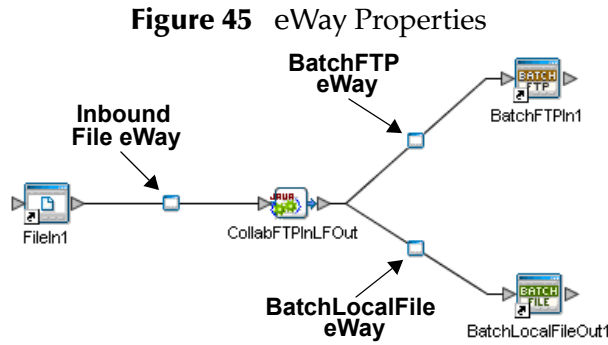 Figure 45 eWay Properties
BatchFTP
eWay
BATCH
FTP
BatchFTPIn1
Inbound
File eWay
FileIn1
JAVA
CollabFTPInLFOut
BatchLocalFile
eWay
BATCH
FILE
BatchLocalFileOut1